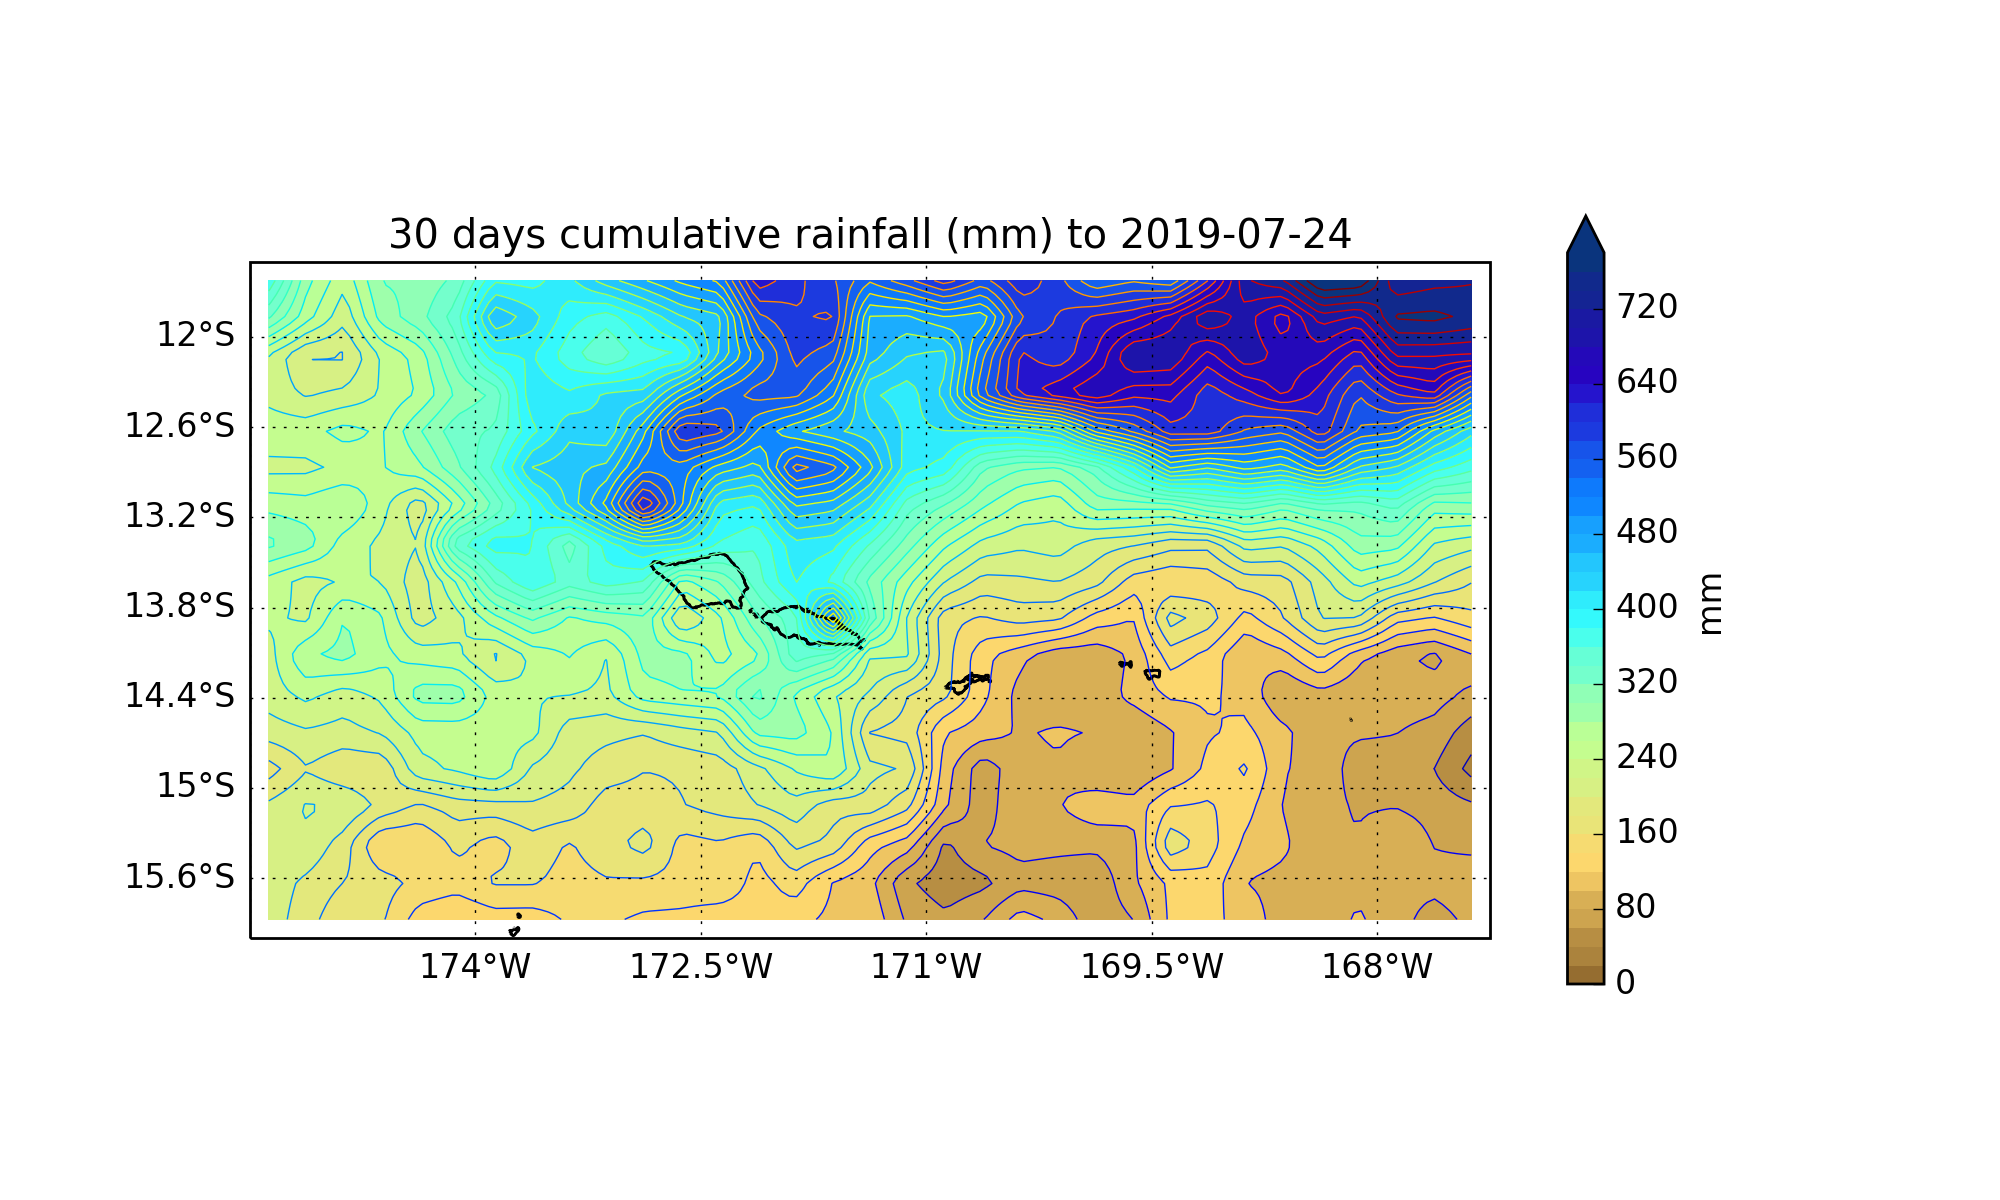 30 days cumulative rainfall (mm) to 2019-07-24
12°S
12.6°S
13.2°S
13.8°S
14.4°S
15°S
15.6°S
174°W
172.5°W
171°W
169.5°W
168°W
720
640
560
480
400
320
240
160
80
0
mm